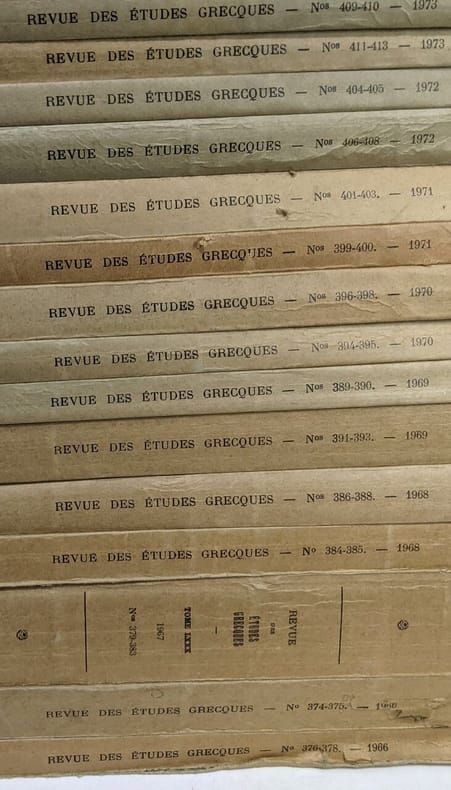 REVUE DES ÉTUDES GRECQUES — Nos 409-410 — 1973
REVUE DES ÉTUDES GRECQUES — Nos 411-413 — 1973
REVUE DES ÉTUDES GRECQUES — Nos 404-405 — 1972
REVUE DES ÉTUDES GRECQUES — Nos 406-408 — 1972
REVUE DES ÉTUDES GRECQUES — Nos 401-403. — 1971
REVUE DES ÉTUDES GRECQUES — Nos 399-400. — 1971
REVUE DES ÉTUDES GRECQUES — Nos 396-398. — 1970
REVUE DES ÉTUDES GRECQUES — Nos 394-395. — 1970
REVUE DES ÉTUDES GRECQUES — Nos 389-390. — 1969
REVUE DES ÉTUDES GRECQUES — Nos 391-393. — 1969
REVUE DES ÉTUDES GRECQUES — Nos 386-388. — 1968
REVUE DES ÉTUDES GRECQUES — No 384-385. — 1968
REVUE
DES
ÉTUDES
GRECQUES
—
TOME LXXX
1967
Nos 379-383
REVUE DES ÉTUDES GRECQUES — No 374-375. — 1966
REVUE DES ÉTUDES GRECQUES — No 376-378. — 1966